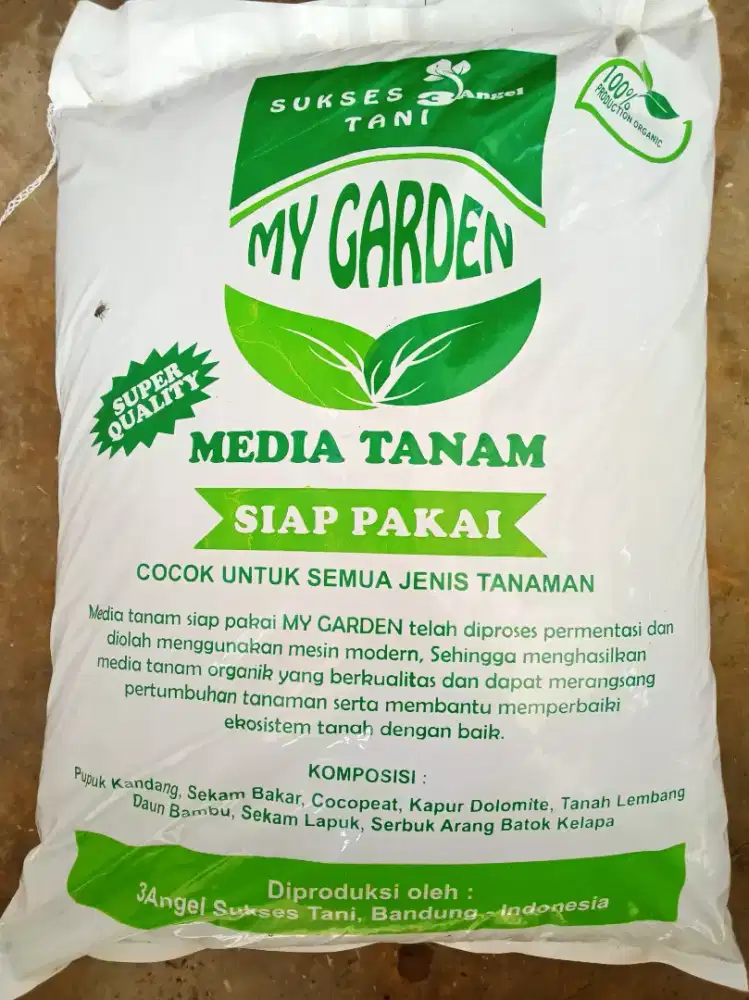 SUKSES 3Angel
TANI
100%
PRODUCTION ORGANIC
MY GARDEN
SUPER
QUALITY
MEDIA TANAM
SIAP PAKAI
COCOK UNTUK SEMUA JENIS TANAMAN
Media tanam siap pakai MY GARDEN telah diproses permentasi dan
diolah menggunakan mesin modern, Sehingga menghasilkan
media tanam organik yang berkualitas dan dapat merangsang
pertumbuhan tanaman serta membantu memperbaiki
ekosistem tanah dengan baik.
KOMPOSISI :
Pupuk Kandang, Sekam Bakar, Cocopeat, Kapur Dolomite, Tanah Lembang
Daun Bambu, Sekam Lapuk, Serbuk Arang Batok Kelapa
Diproduksi oleh :
3Angel Sukses Tani, Bandung - Indonesia